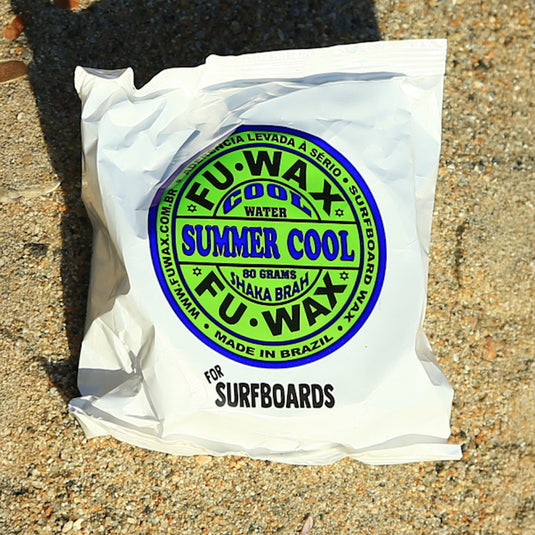 ADERÊNCIA LEVADA À SÉRIO • SURFBOARD WAX
FU•WAX
COOL
WATER
SUMMER COOL
80 GRAMS
SHAKA BRAH
FU•WAX
• WWW.FUWAX.COM.BR •
• MADE IN BRAZIL •
FOR
SURFBOARDS